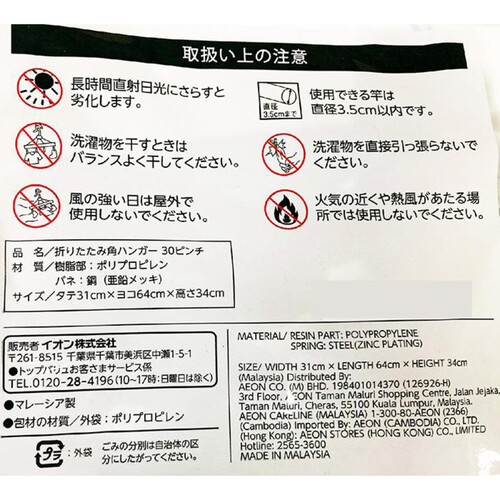 取扱い上の注意
長時間直射日光にさらすと
劣化します。
直径
3.5cmまで
使用できる竿は
直径3.5cm以内です。
洗濯物を干すときは
バランスよく干してください。
洗濯物を直接引っ張らない
でください。
風の強い日は屋外で
使用しないでください。
火気の近くや熱風があたる場
所では使用しないでください。
品 名/折りたたみ角ハンガー 30ピンチ
材 質/樹脂部:ポリプロピレン
バネ:鋼(亜鉛メッキ)
サイズ/タテ31cm×ヨコ64cm×高さ34cm
販売者 イオン株式会社
〒261-8515 千葉県千葉市美浜区中瀬1-5-1
●トップバリュお客さまサービス係
TEL.0120-28-4196(10~17時:日曜日は除く)
●マレーシア製
●包材の材質/外袋:ポリプロピレン
プラ :外袋 ごみの分別は自治体の区
分にしたがってください。
MATERIAL/ RESIN PART: POLYPROPYLENE
SPRING: STEEL(ZINC PLATING)
SIZE/ WIDTH 31cm × LENGTH 64cm × HEIGHT 34cm
(Malaysia) Distributed By:
AEON CO. (M) BHD. 198401014370 (126926-H)
3rd Floor, AEON Taman Maluri Shopping Centre, Jalan Jejaka,
Taman Maluri, Cheras, 55100 Kuala Lumpur, Malaysia.
AEON CARELINE (MALAYSIA) 1-300-80-AEON (2366)
(Cambodia) Imported By: AEON (CAMBODIA) CO., LTD.
(Hong Kong): AEON STORES (HONG KONG) CO., LIMITED
Hotline: 2565-3600
MADE IN MALAYSIA